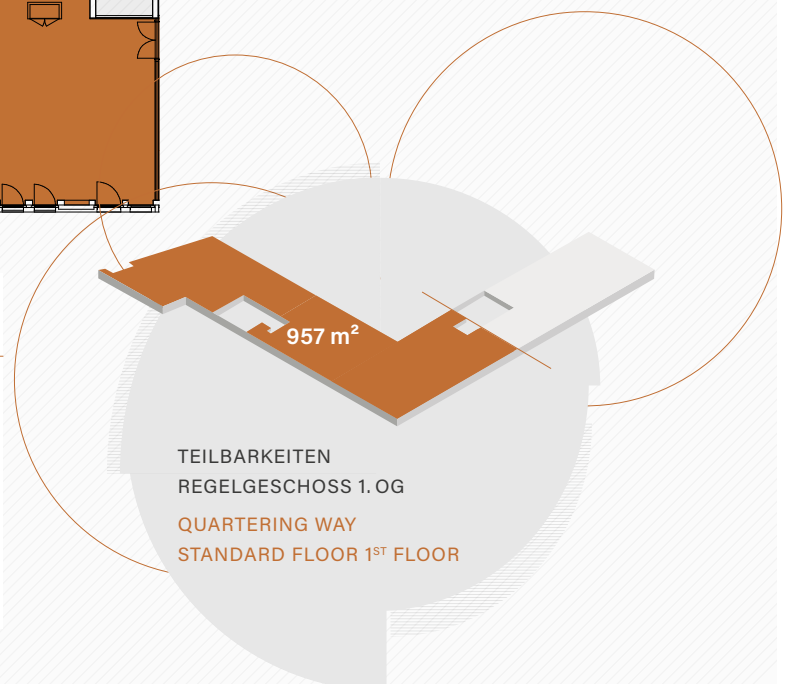 957 m²
TEILBARKEITEN
REGELGESCHOSS 1. OG
QUARTERING WAY
STANDARD FLOOR 1ST FLOOR